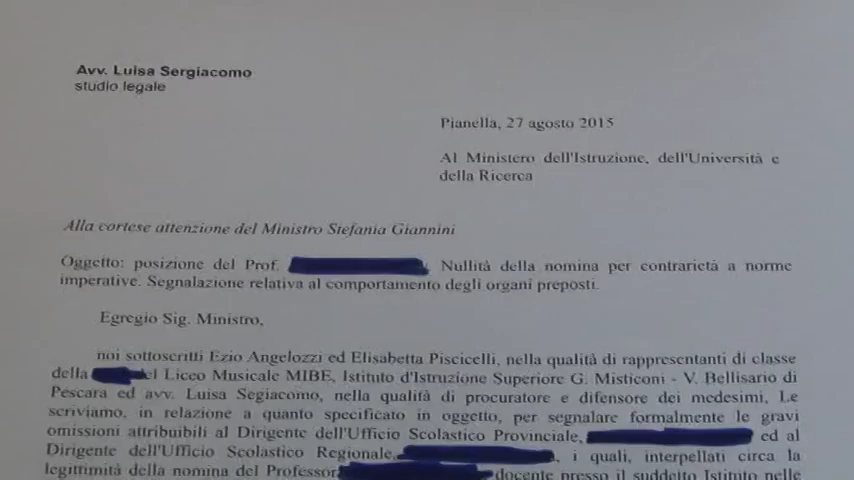 Avv. Luisa Sergiacomo
studio legale
Pianella, 27 agosto 2015
Al Ministero dell'Istruzione, dell'Università e
della Ricerca
Alla cortese attenzione del Ministro Stefania Giannini
Oggetto: posizione del Prof. Nullità della nomina per contrarietà a norme
imperative. Segnalazione relativa al comportamento degli organi preposti.
Egregio Sig. Ministro,
noi sottoscritti Ezio Angelozzi ed Elisabetta Piscicelli, nella qualità di rappresentanti di classe
della del Liceo Musicale MIBE, Istituto d'Istruzione Superiore G. Misticoni - V. Bellisario di
Pescara ed avv. Luisa Segiacomo, nella qualità di procuratore e difensore dei medesimi, Le
scriviamo, in relazione a quanto specificato in oggetto, per segnalare formalmente le gravi
omissioni attribuibili al Dirigente dell'Ufficio Scolastico Provinciale, ed al
Dirigente dell'Ufficio Scolastico Regionale, , i quali, interpellati circa la
legittimità della nomina del Professor docente presso il suddetto Istituto nelle